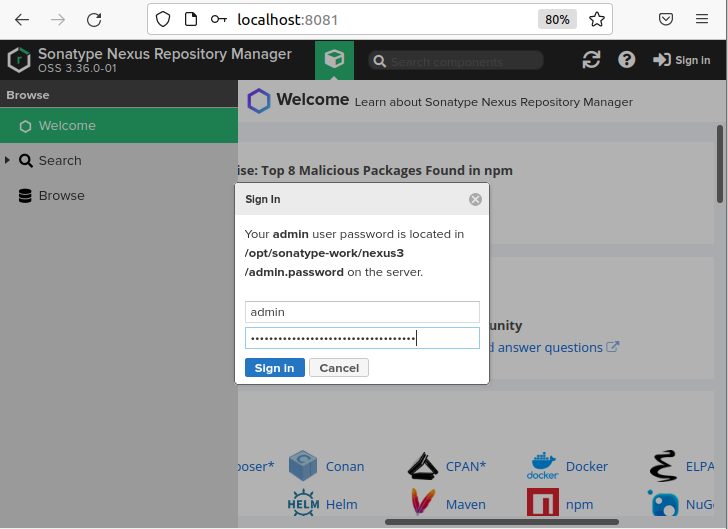 localhost:8081
80%
Sonatype Nexus Repository Manager
OSS 3.36.0-01
Search components
Sign in
Browse
Welcome
Search
Browse
Welcome Learn about Sonatype Nexus Repository Manager
ise: Top 8 Malicious Packages Found in npm
Sign In
Your admin user password is located in
/opt/sonatype-work/nexus3
/admin.password on the server.
admin
Sign in
Cancel
unity
d answer questions
poser*
Conan
CPAN*
Docker
ELPA
HELM
Helm
Maven
npm
NuG
docker